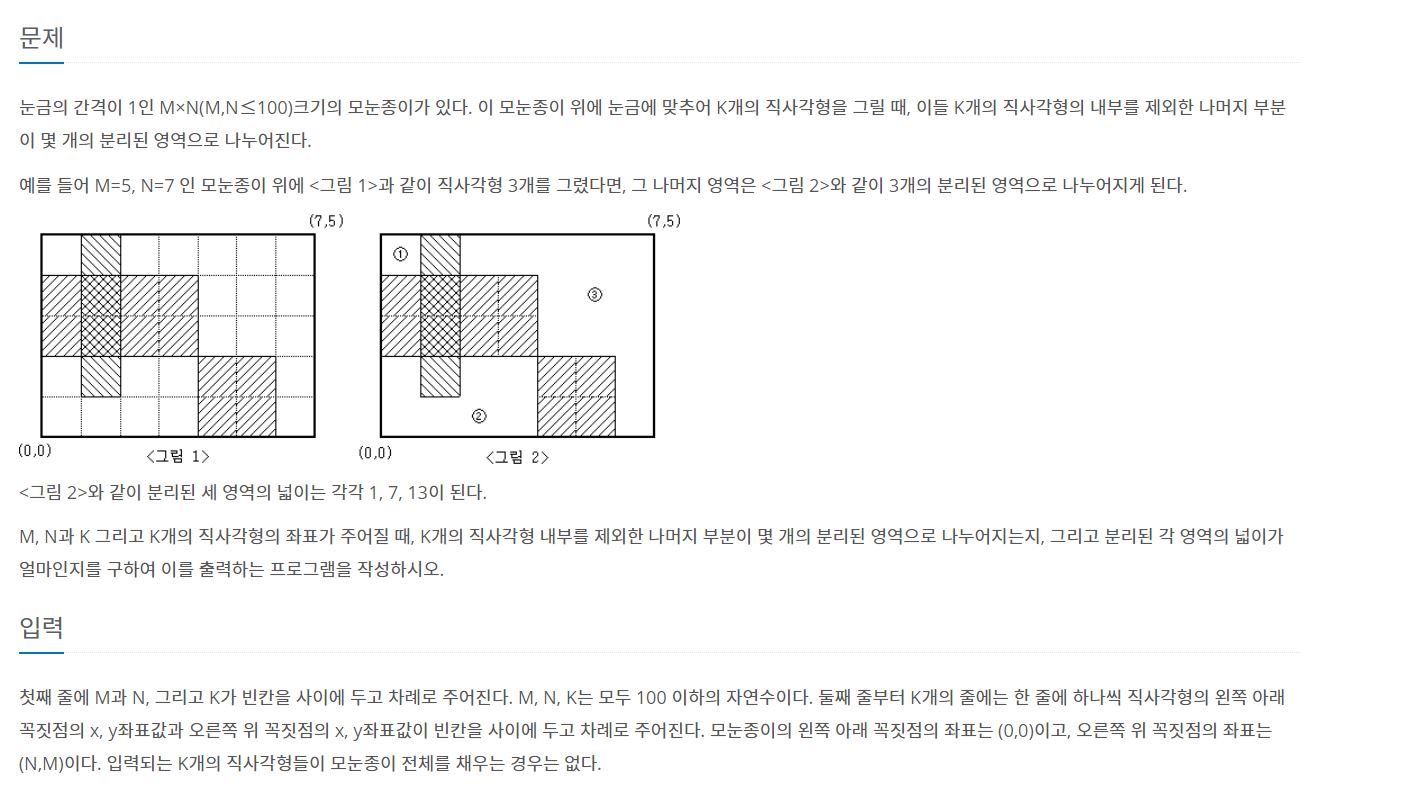 문제
눈금의 간격이 1인 M×N(M,N≤100)크기의 모눈종이가 있다. 이 모눈종이 위에 눈금에 맞추어 K개의 직사각형을 그릴 때, 이들 K개의 직사각형의 내부를 제외한 나머지 부분
이 몇 개의 분리된 영역으로 나누어진다.
예를 들어 M=5, N=7 인 모눈종이 위에 <그림 1>과 같이 직사각형 3개를 그렸다면, 그 나머지 영역은 <그림 2>와 같이 3개의 분리된 영역으로 나누어지게 된다.
(7,5) (7,5)
①
③
②
(0,0) <그림 1> (0,0) <그림 2>
<그림 2>와 같이 분리된 세 영역의 넓이는 각각 1, 7, 13이 된다.
M, N과 K 그리고 K개의 직사각형의 좌표가 주어질 때, K개의 직사각형 내부를 제외한 나머지 부분이 몇 개의 분리된 영역으로 나누어지는지, 그리고 분리된 각 영역의 넓이가
얼마인지를 구하여 이를 출력하는 프로그램을 작성하시오.
입력
첫째 줄에 M과 N, 그리고 K가 빈칸을 사이에 두고 차례로 주어진다. M, N, K는 모두 100 이하의 자연수이다. 둘째 줄부터 K개의 줄에는 한 줄에 하나씩 직사각형의 왼쪽 아래
꼭짓점의 x, y좌표값과 오른쪽 위 꼭짓점의 x, y좌표값이 빈칸을 사이에 두고 차례로 주어진다. 모눈종이의 왼쪽 아래 꼭짓점의 좌표는 (0,0)이고, 오른쪽 위 꼭짓점의 좌표는
(N,M)이다. 입력되는 K개의 직사각형들이 모눈종이 전체를 채우는 경우는 없다.